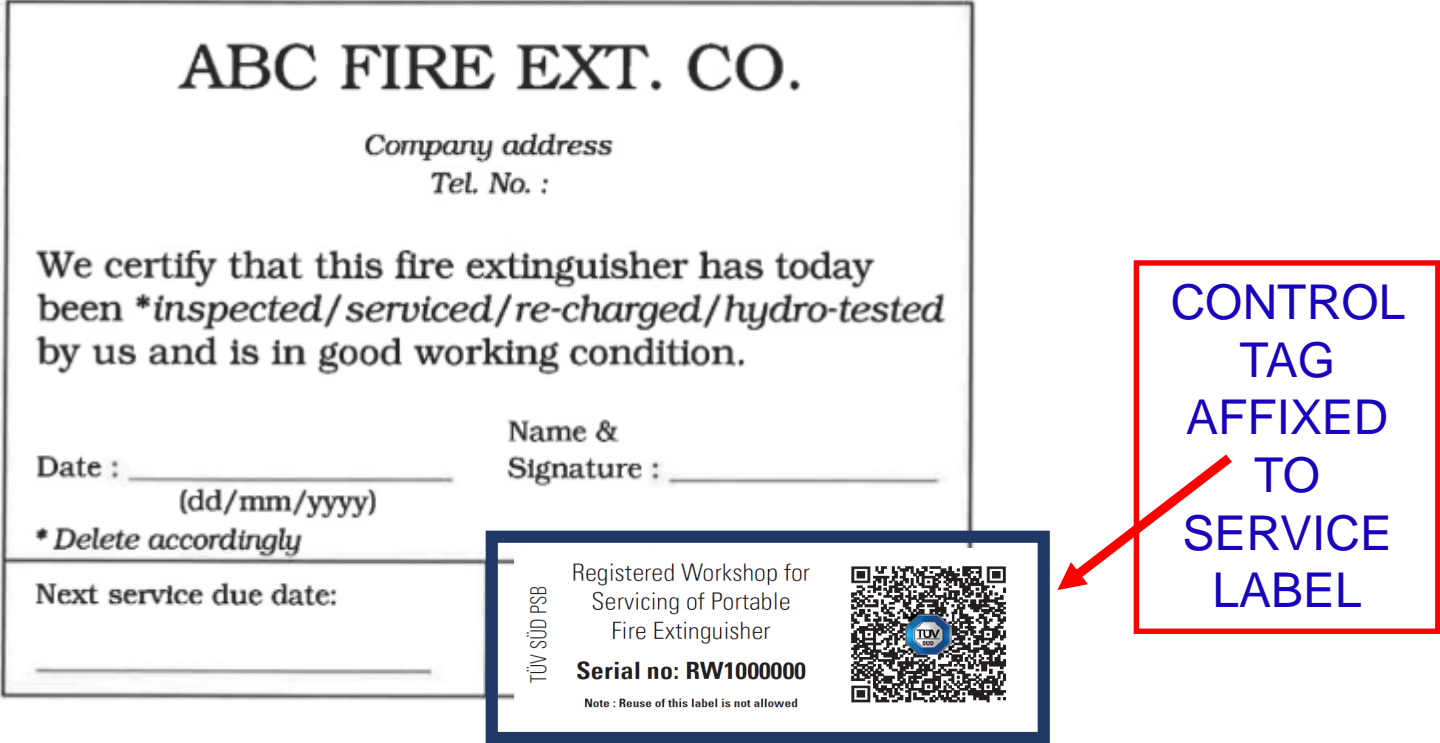 ABC FIRE EXT. CO.
Company address
Tel. No. :
We certify that this fire extinguisher has today
been *inspected/serviced/re-charged/hydro-tested
by us and is in good working condition.
Name &
Date : ____________ Signature : ____________
(dd/mm/yyyy)
* Delete accordingly
Next service due date:
TÜV SÜD PSB
Registered Workshop for
Servicing of Portable
Fire Extinguisher
Serial no: RW1000000
Note : Reuse of this label is not allowed
TÜV
SÜD
CONTROL
TAG
AFFIXED
TO
SERVICE
LABEL